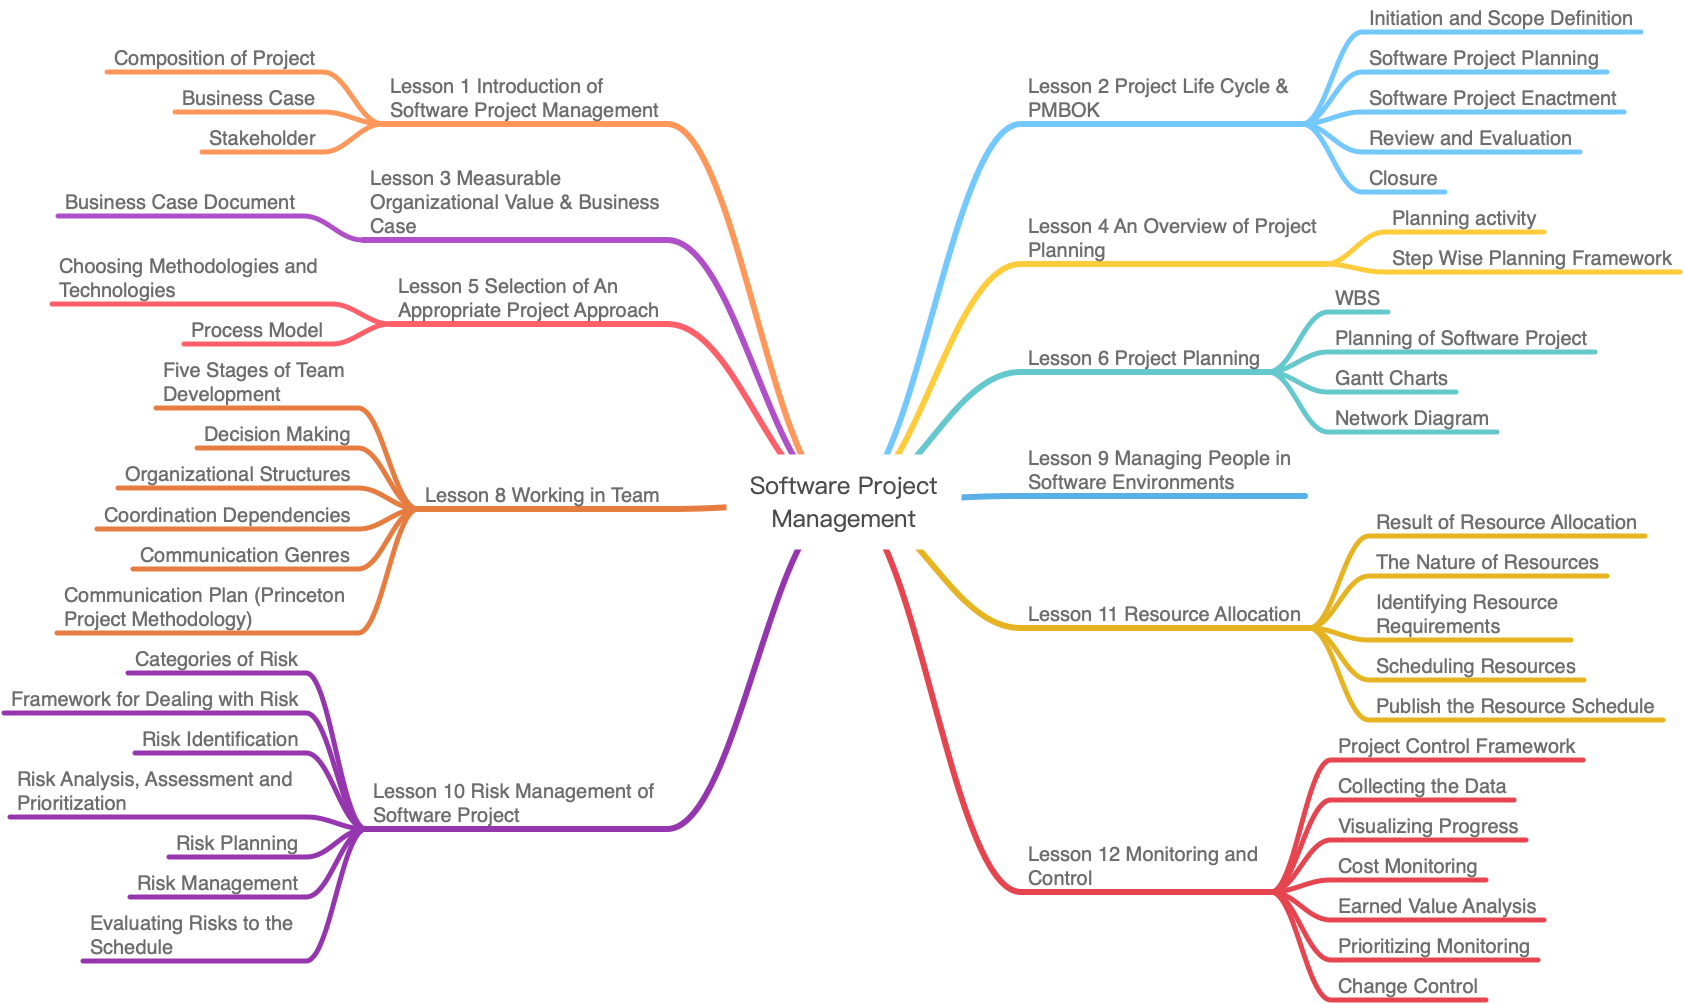 Software Project
Management
Lesson 1 Introduction of
Software Project Management
Composition of Project
Business Case
Stakeholder
Lesson 3 Measurable
Organizational Value & Business
Case
Business Case Document
Lesson 5 Selection of An
Appropriate Project Approach
Choosing Methodologies and
Technologies
Process Model
Lesson 8 Working in Team
Five Stages of Team
Development
Decision Making
Organizational Structures
Coordination Dependencies
Communication Genres
Communication Plan (Princeton
Project Methodology)
Lesson 10 Risk Management of
Software Project
Categories of Risk
Framework for Dealing with Risk
Risk Identification
Risk Analysis, Assessment and
Prioritization
Risk Planning
Risk Management
Evaluating Risks to the
Schedule
Lesson 2 Project Life Cycle &
PMBOK
Initiation and Scope Definition
Software Project Planning
Software Project Enactment
Review and Evaluation
Closure
Lesson 4 An Overview of Project
Planning
Planning activity
Step Wise Planning Framework
Lesson 6 Project Planning
WBS
Planning of Software Project
Gantt Charts
Network Diagram
Lesson 9 Managing People in
Software Environments
Lesson 11 Resource Allocation
Result of Resource Allocation
The Nature of Resources
Identifying Resource
Requirements
Scheduling Resources
Publish the Resource Schedule
Lesson 12 Monitoring and
Control
Project Control Framework
Collecting the Data
Visualizing Progress
Cost Monitoring
Earned Value Analysis
Prioritizing Monitoring
Change Control